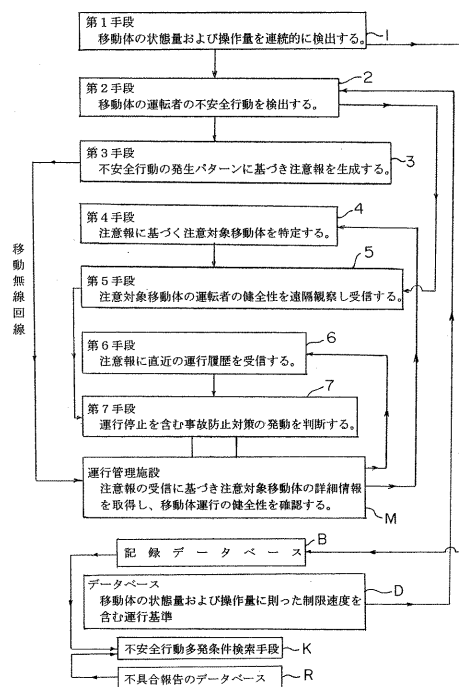 第1手段
移動体の状態量および操作量を連続的に検出する。
1
2
第2手段
移動体の運転者の不安全行動を検出する。
第3手段
不安全行動の発生パターンに基づき注意報を生成する。
3
4
第4手段
注意報に基づく注意対象移動体を特定する。
5
第5手段
注意対象移動体の運転者の健全性を遠隔観察し受信する。
移動無線回線
6
第6手段
注意報に直近の運行履歴を受信する。
7
第7手段
運行停止を含む事故防止対策の発動を判断する。
運行管理施設
注意報の受信に基づき注意対象移動体の詳細情報
を取得し、移動体運行の健全性を確認する。
M
B
記録データベース
D
データベース
移動体の状態量および操作量に則った制限速度を
含む運行基準
不安全行動多発条件検索手段
K
不具合報告のデータベース
R